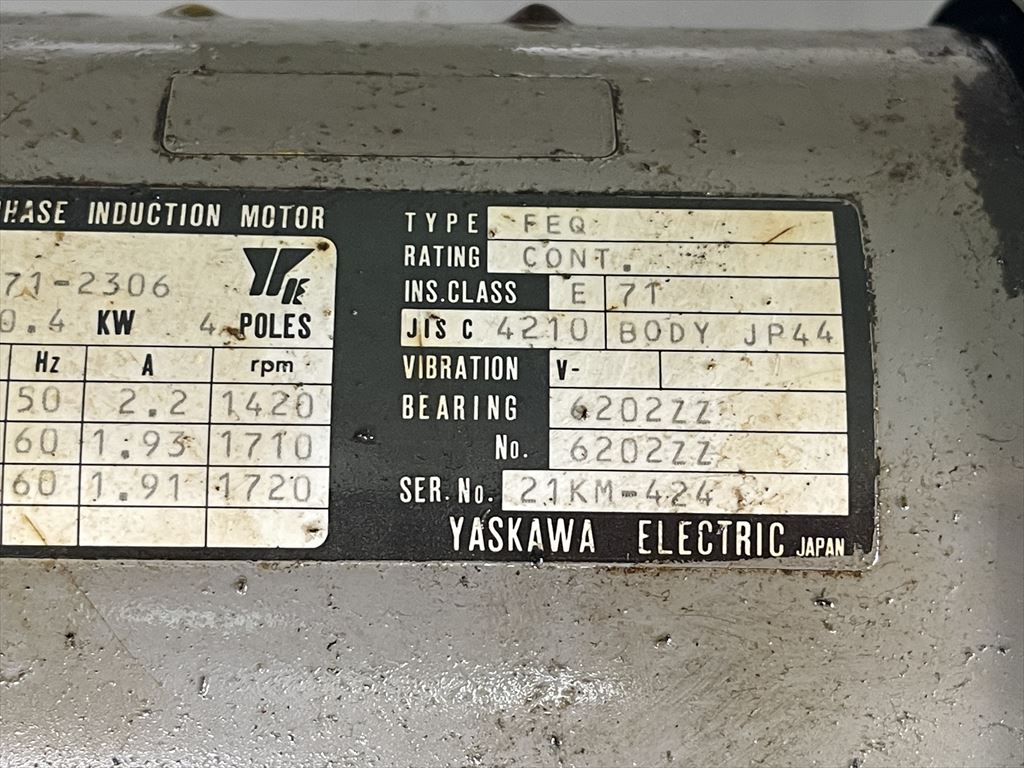 PHASE INDUCTION MOTOR
71-2306
0.4 KW 4 POLES
Hz A rpm
50 2.2 1420
60 1.93 1710
60 1.91 1720
TYPE FEQ
RATING CONT.
INS.CLASS E 71
JIS C 4210 BODY JP44
VIBRATION V-
BEARING 6202ZZ
No. 6202ZZ
SER.No. 21KM-424
YASKAWA ELECTRIC JAPAN